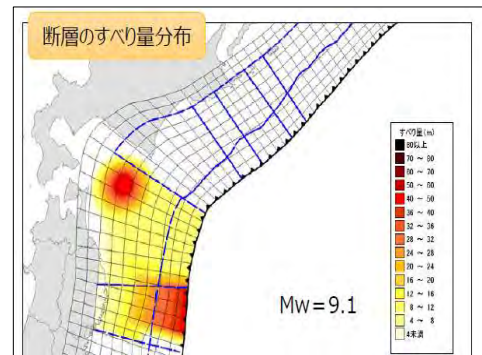 断層のすべり量分布
すべり量(m)
80以上
70 ～ 80
60 ～ 70
50 ～ 60
40 ～ 50
36 ～ 40
32 ～ 36
28 ～ 32
24 ～ 28
20 ～ 24
16 ～ 20
12 ～ 16
8 ～ 12
4 ～ 8
4未満
Mw=9.1